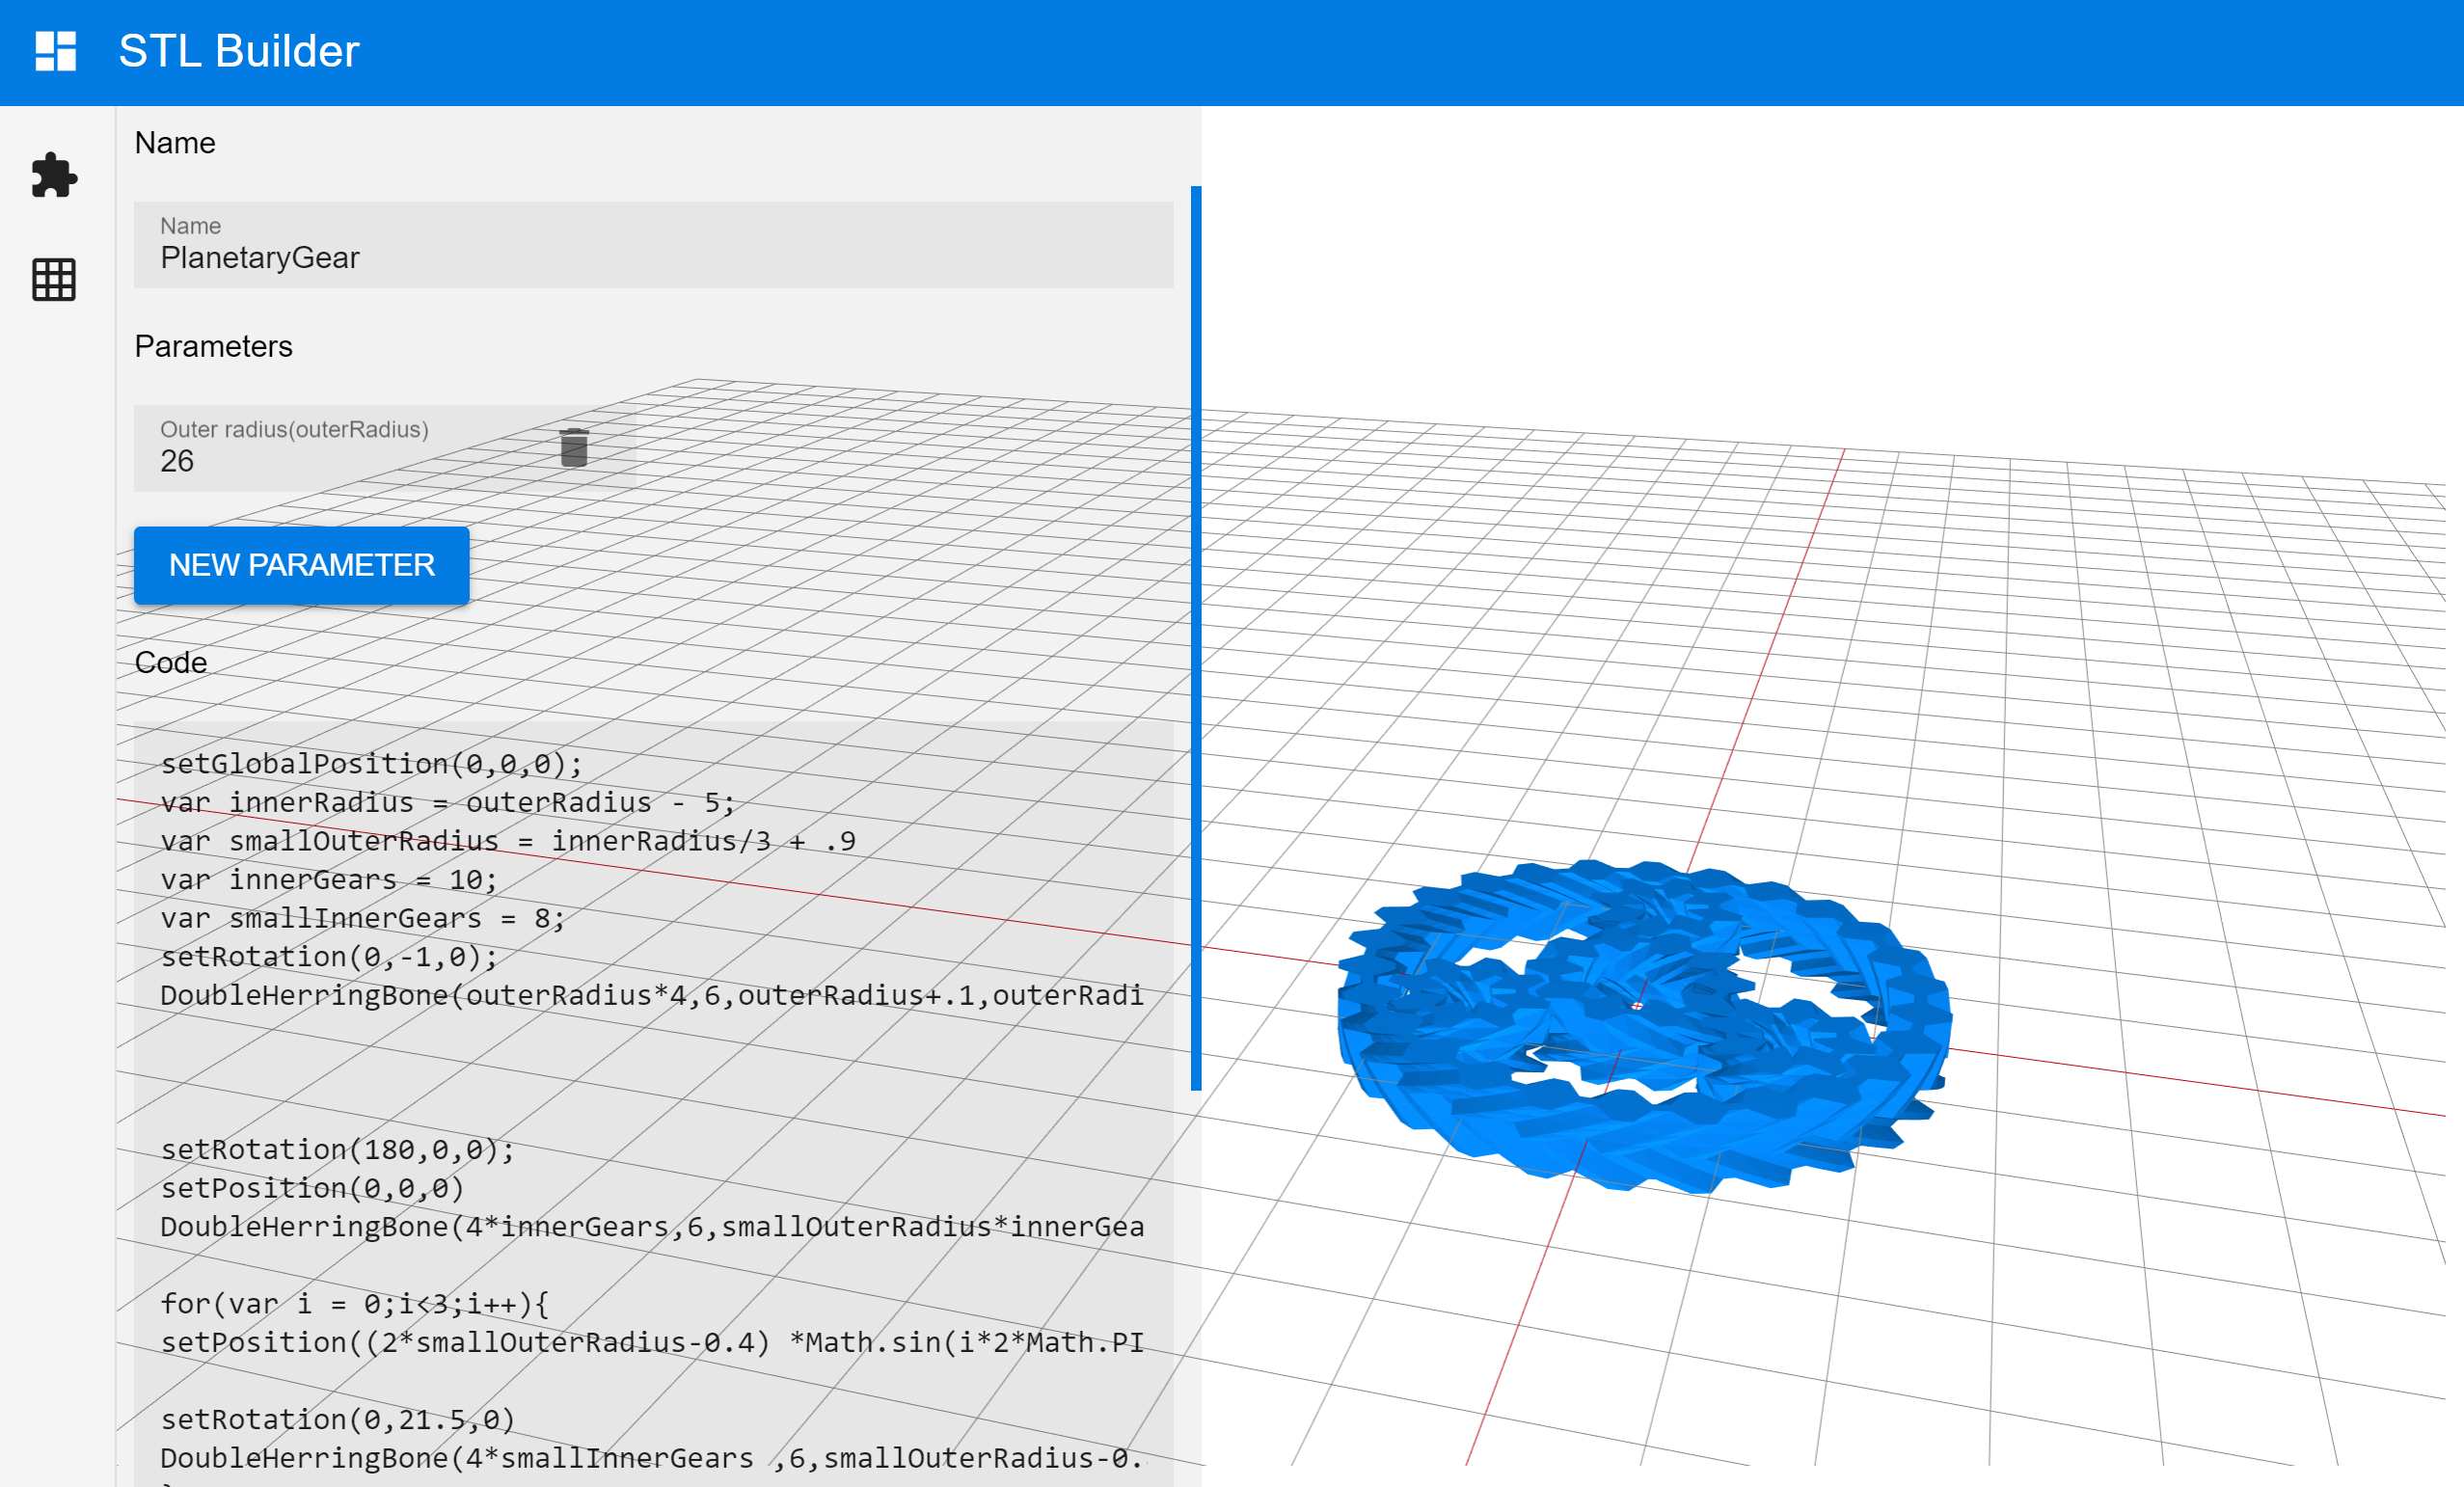 STL Builder
Name
Name
PlanetaryGear
Parameters
Outer radius(outerRadius)
26
NEW PARAMETER
Code
setGlobalPosition(0,0,0);
var innerRadius = outerRadius - 5;
var smallOuterRadius = innerRadius/3 + .9
var innerGears = 10;
var smallInnerGears = 8;
setRotation(0,-1,0);
DoubleHerringBone(outerRadius*4,6,outerRadius+.1,outerRadi
setRotation(180,0,0);
setPosition(0,0,0)
DoubleHerringBone(4*innerGears,6,smallOuterRadius*innerGea
for(var i = 0;i<3;i++){
setPosition((2*smallOuterRadius-0.4) *Math.sin(i*2*Math.PI
setRotation(0,21.5,0)
DoubleHerringBone(4*smallInnerGears ,6,smallOuterRadius-0.